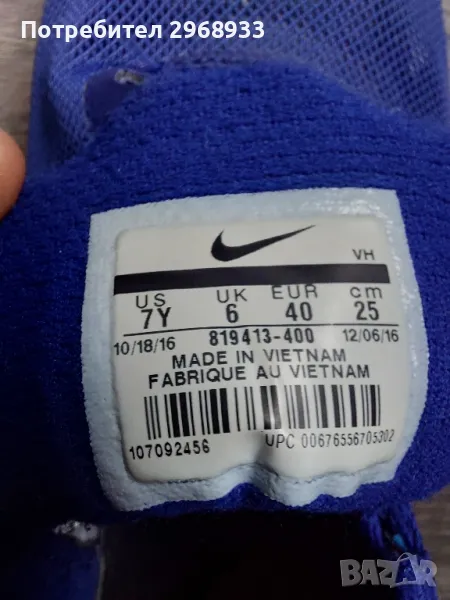 Потребител 2968933
VH
US UK EUR cm
7Y 6 40 25
10/18/16 819413-400 12/06/16
MADE IN VIETNAM
FABRIQUE AU VIETNAM
107092456 UPC 00676556705302
BAZAR